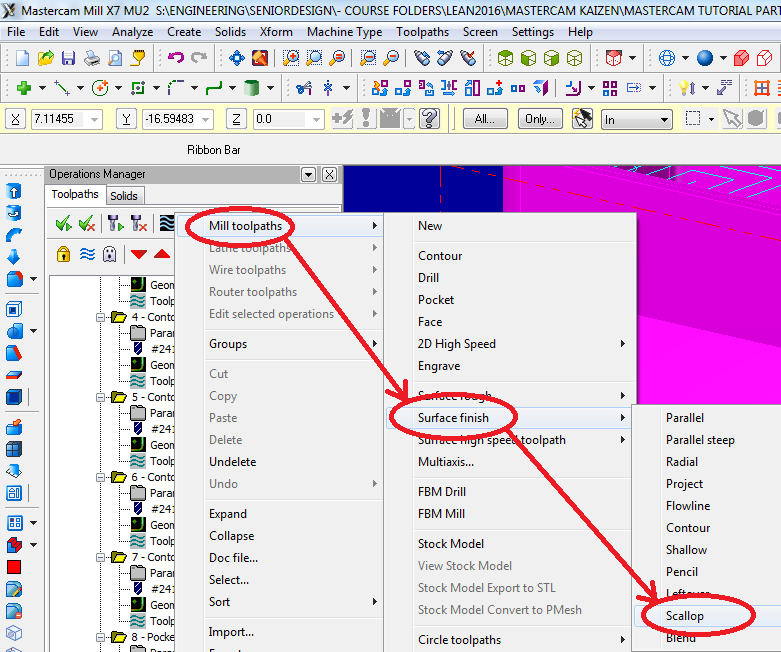 Mastercam Mill X7 MU2 S:\ENGINEERING\SENIORDESIGN\- COURSE FOLDERS\LEAN2016\MASTERCAM KAIZEN\MASTERCAM TUTORIAL PART
File Edit View Analyze Create Solids Xform Machine Type Toolpaths Screen Settings Help
X 7.11455 Y -16.59483 Z 0.0 All... Only... In
Ribbon Bar
Operations Manager
Toolpaths Solids
Mill toolpaths
Lathe toolpaths
Wire toolpaths
Router toolpaths
Edit selected operations
Groups
Cut
Copy
Paste
Delete
Undelete
Undo
Expand
Collapse
Doc file...
Select...
Sort
Import...
New
Contour
Drill
Pocket
Face
2D High Speed
Engrave
Surface rough
Surface finish
Surface high speed toolpath
Multiaxis...
FBM Drill
FBM Mill
Stock Model
View Stock Model
Stock Model Export to STL
Stock Model Convert to PMesh
Circle toolpaths
Parallel
Parallel steep
Radial
Project
Flowline
Contour
Shallow
Pencil
Leftover
Scallop
Blend
Geom
Toolp
4 - Conto
Paran
#241
Geom
Toolp
5 - Conto
Paran
#241
Geom
Toolp
6 - Conto
Paran
#241
Geom
Toolp
7 - Conto
Paran
#241
Geom
Toolp
8 - Pocke